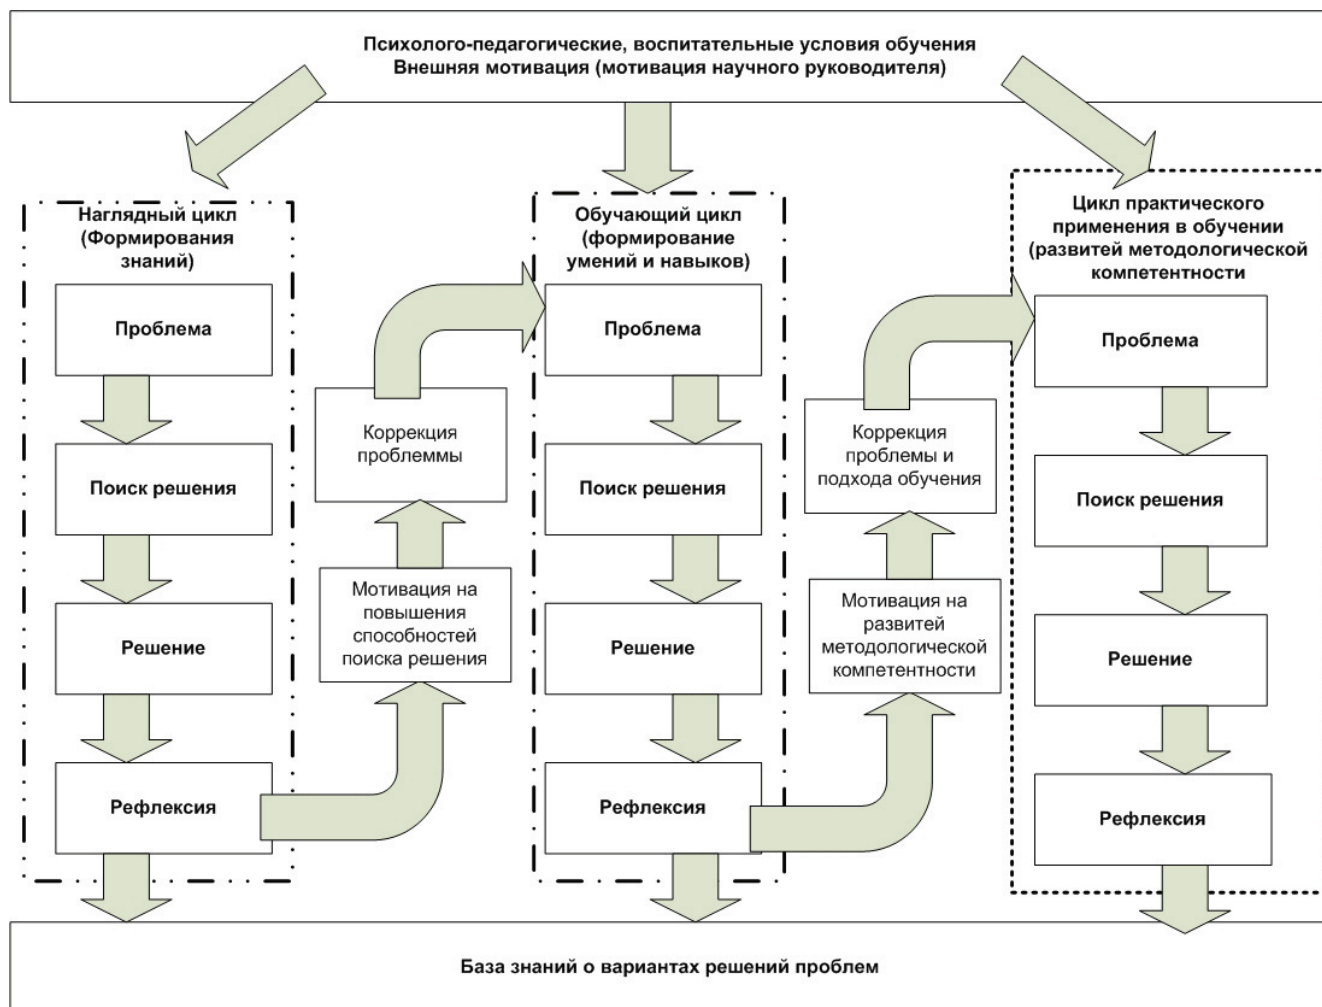 Психолого-педагогические, воспитательные условия обучения
Внешняя мотивация (мотивация научного руководителя)
Наглядный цикл
(Формирования
знаний)
Проблема
Поиск решения
Решение
Рефлексия
Коррекция
проблеммы
Мотивация на
повышения
способностей
поиска решения
Обучающий цикл
(формирование
умений и навыков)
Проблема
Поиск решения
Решение
Рефлексия
Коррекция
проблемы и
подхода обучения
Мотивация на
развитей
методологической
компетентности
Цикл практического
применения в обучении
(развитей методологической
компетентности
Проблема
Поиск решения
Решение
Рефлексия
База знаний о вариантах решений проблем